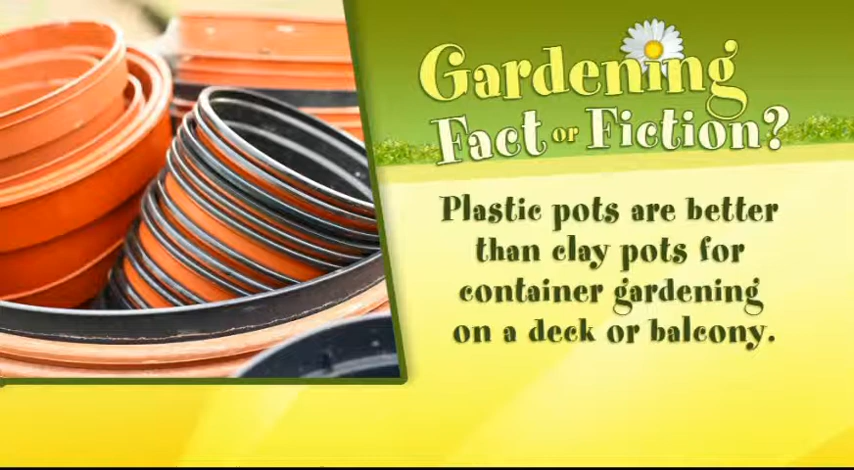 Gardening
Fact or Fiction?
Plastic pots are better
than clay pots for
container gardening
on a deck or balcony.